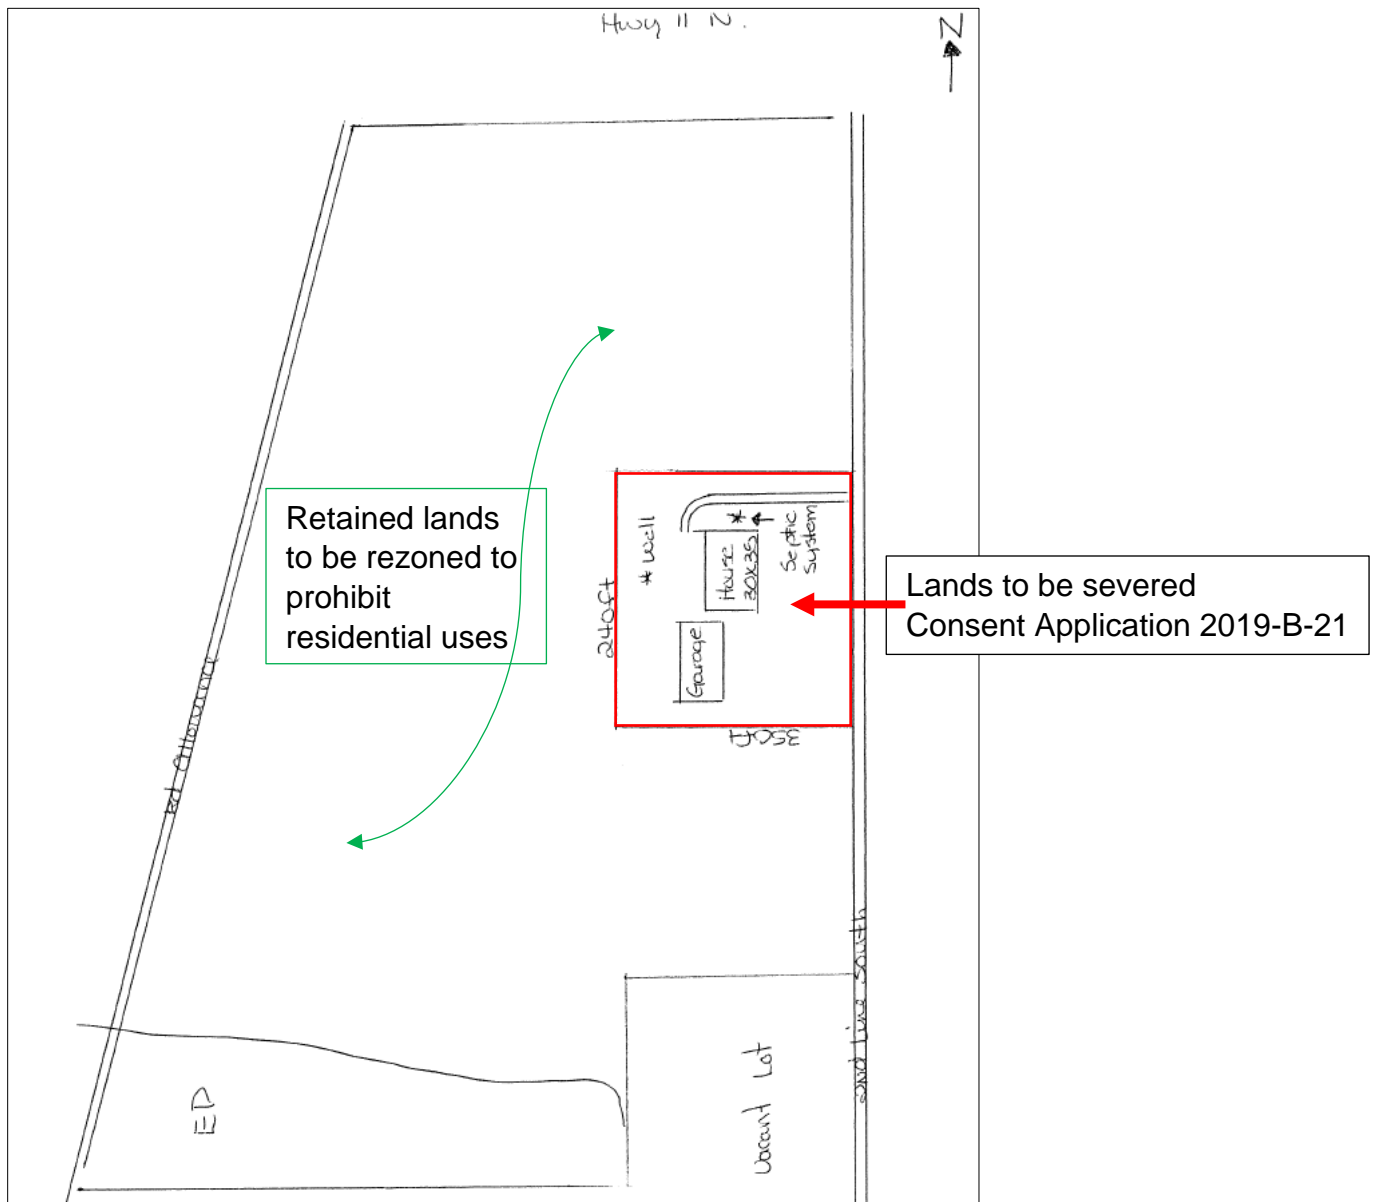 Hwy 11 N.
Z
Retained lands
to be rezoned to
prohibit
residential uses
* well
House
30x35
*
Septic
System
240ft
Garage
350ft
Lands to be severed
Consent Application 2019-B-21
rd allowance
2nd Line South
Vacant Lot
EP